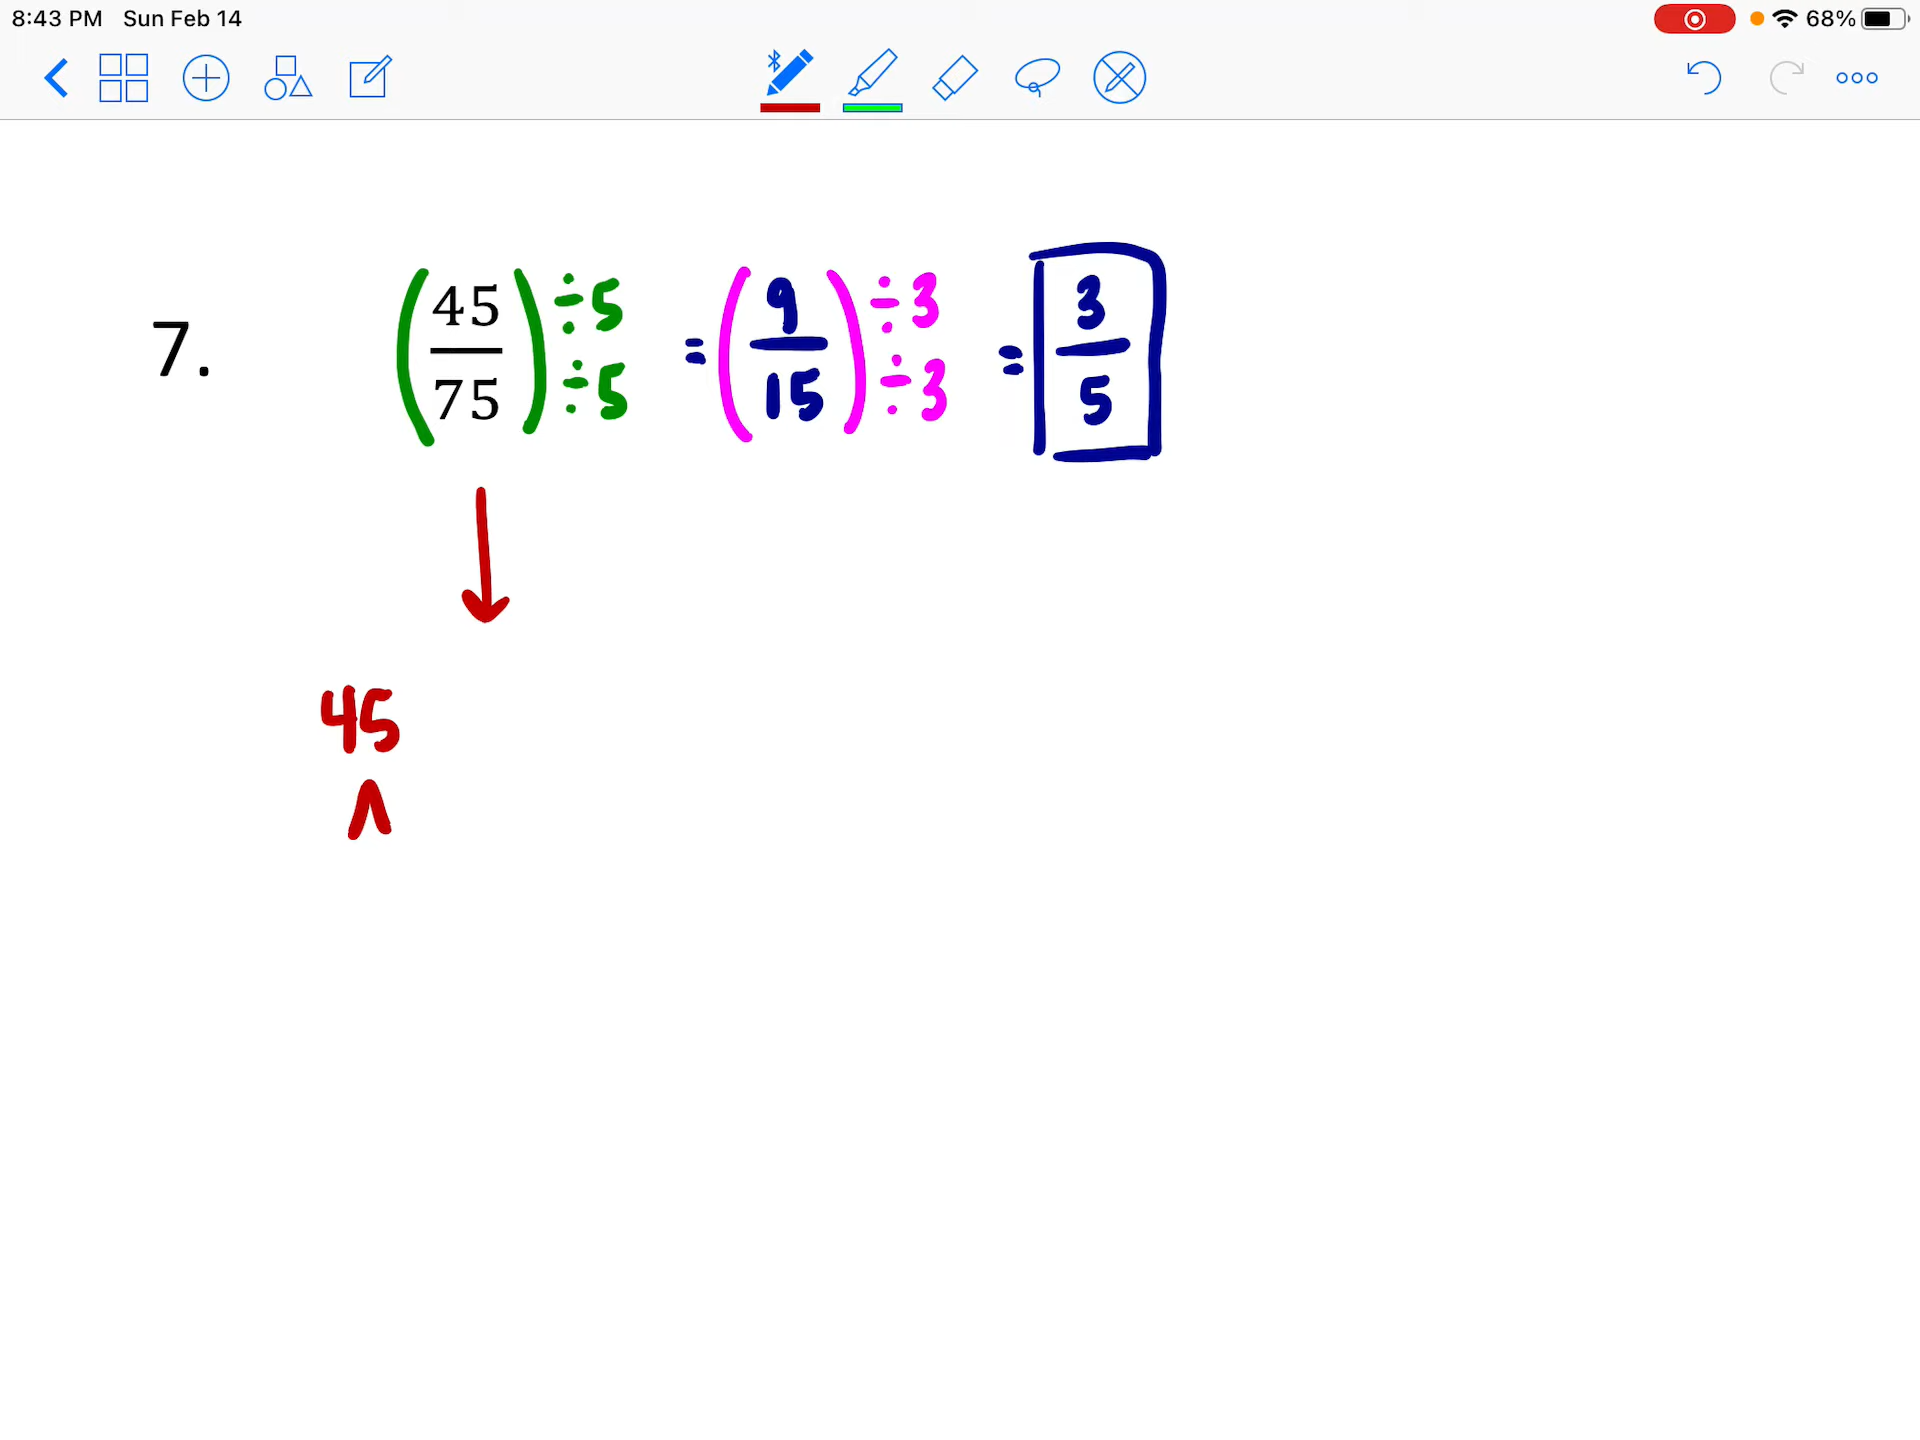 8:43 PM Sun Feb 14 68%
7. (45/75) ÷5 ÷5 = (9/15) ÷3 ÷3 = 3/5
45